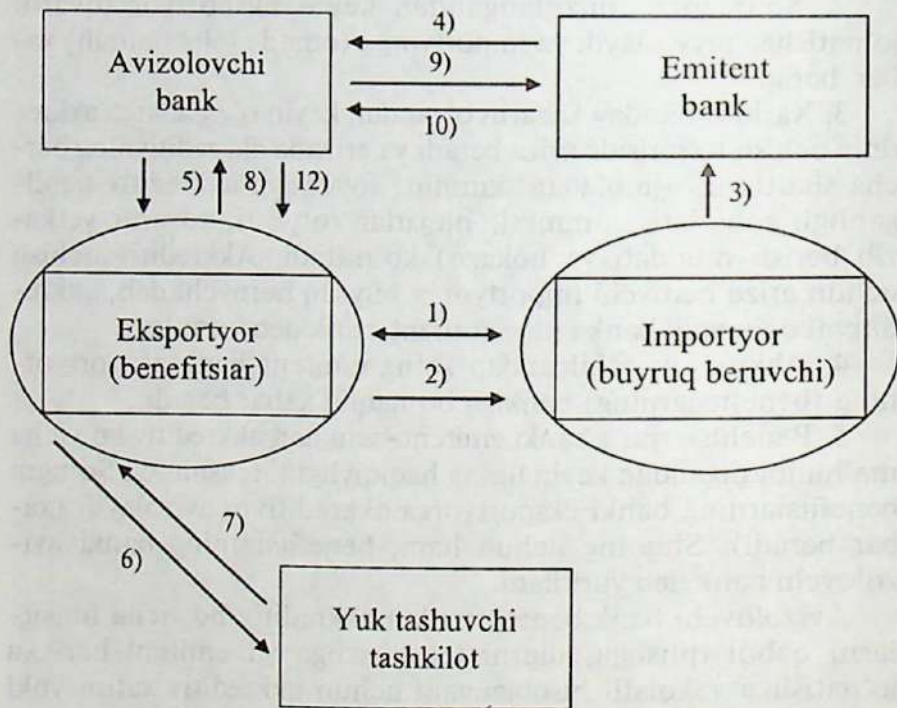 4)
Avizolovchi
bank
9)
10)
Emitent
bank
5)
8)
12)
3)
Eksportyor
(benefitsiar)
1)
2)
Importyor
(buyruq beruvchi)
7)
6)
Yuk tashuvchi
tashkilot